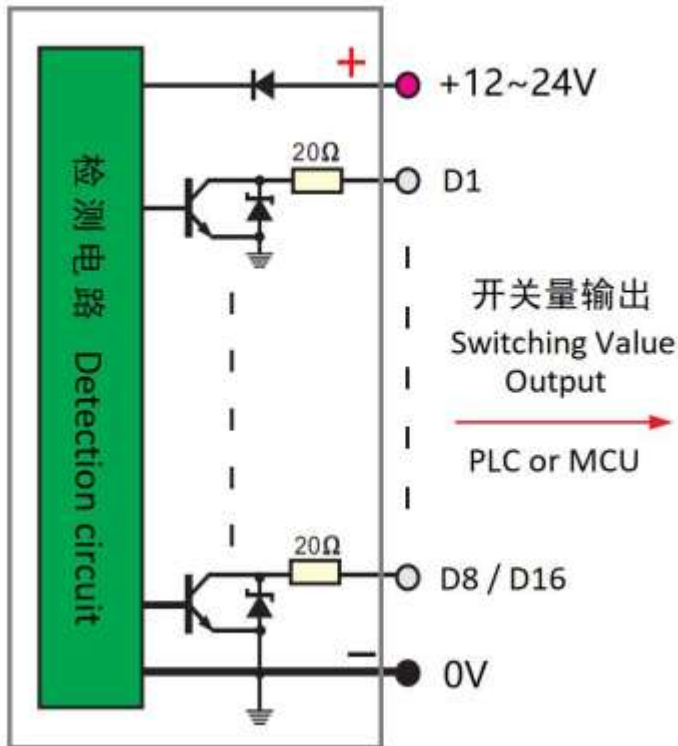 +
+12~24V
20Ω
D1
检测电路 Detection circuit
开关量输出
Switching Value
Output
PLC or MCU
20Ω
D8 / D16
−
0V